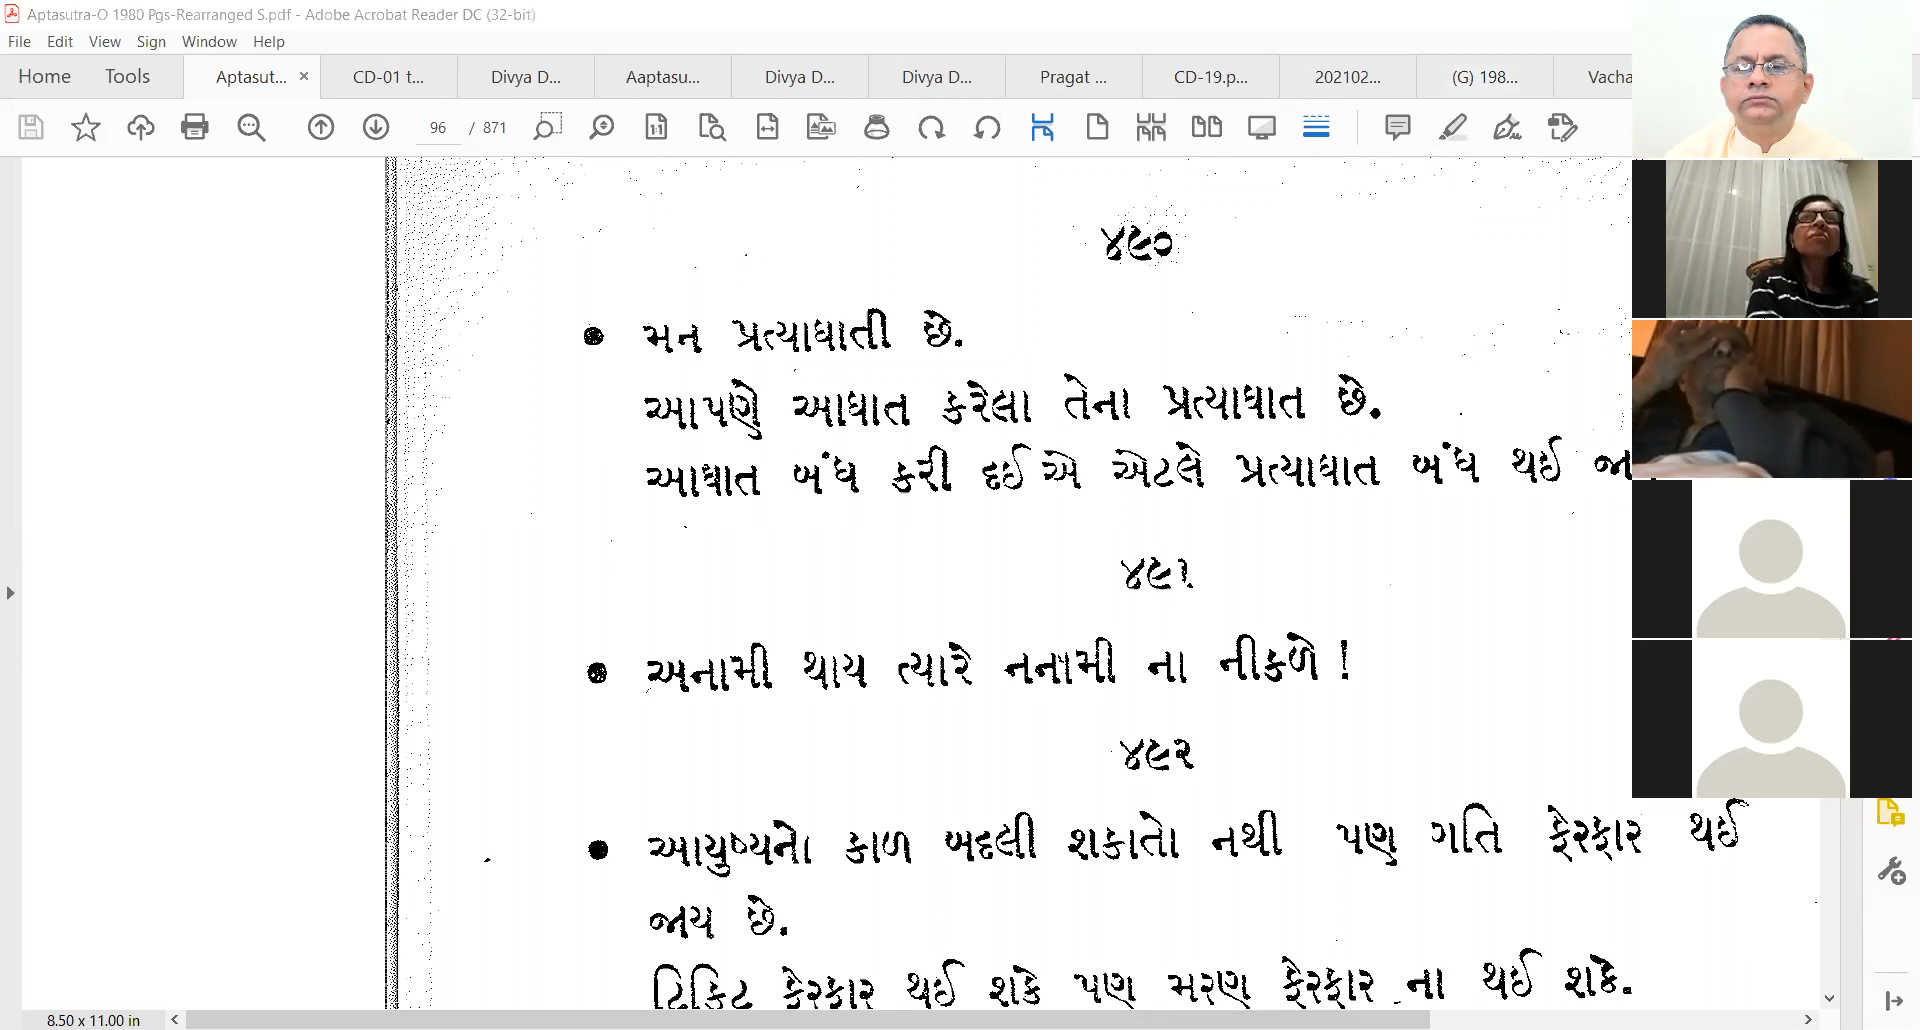 Aptasutra-O 1980 Pgs-Rearranged S.pdf - Adobe Acrobat Reader DC (32-bit)
File Edit View Sign Window Help
Home Tools Aptasut... × CD-01 t... Divya D... Aaptasu... Divya D... Divya D... Pragat ... CD-19.p... 202102... (G) 198... Vacha
96 / 871
૪૯૦
● મન પ્રત્યાઘાતી છે.
આપણે આઘાત કરેલા તેના પ્રત્યાઘાત છે.
આઘાત બંધ કરી દઈએ એટલે પ્રત્યાઘાત બંધ થઈ
૪૯૧
● અનામી થાય ત્યારે નનામી ના નીકળે !
૪૯૨
● આયુષ્યનો કાળ બદલી શકાતો નથી પણ ગતિ ફેરફાર થઈ
જાય છે.
ટિકિટ ફેરફાર થઈ શકે પણ મરણ ફેરફાર ના થઈ શકે.
8.50 x 11.00 in